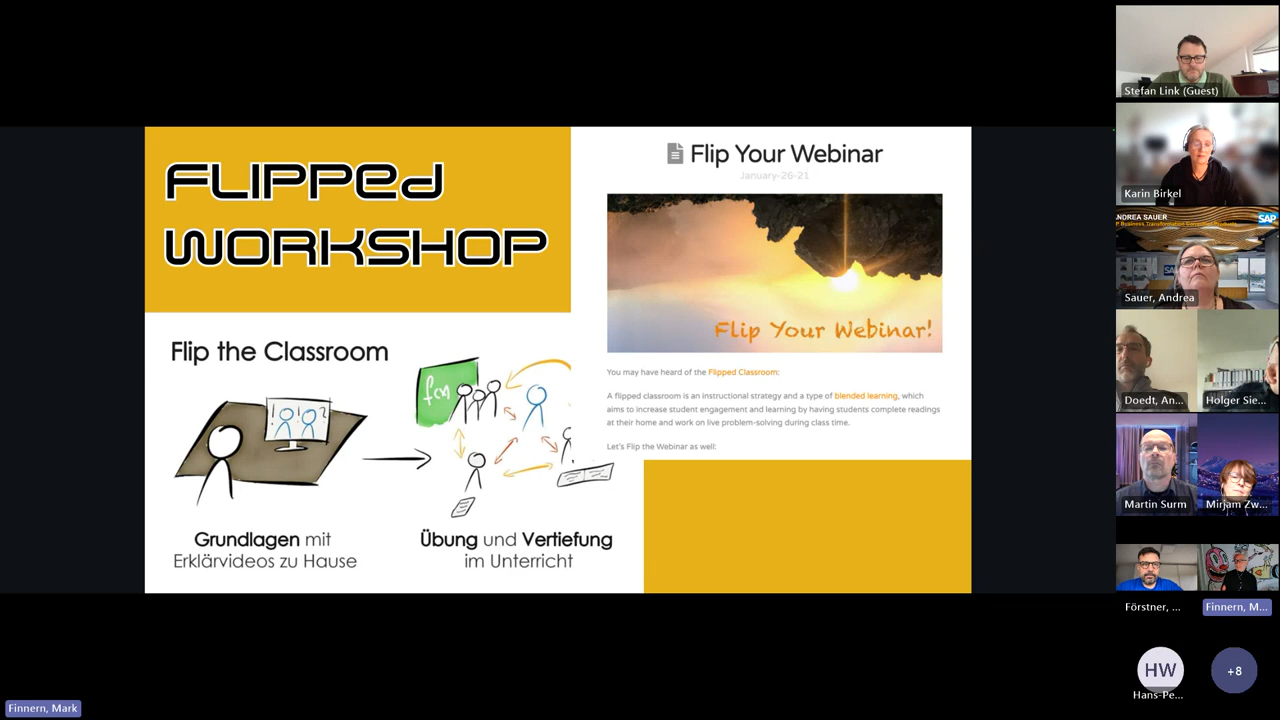 FLIPPed
WORKSHOP
Flip the Classroom
f(x)
Grundlagen mit
Erklärvideos zu Hause
Übung und Vertiefung
im Unterricht
Flip Your Webinar
January-26-21
Flip Your Webinar!
You may have heard of the Flipped Classroom:
A flipped classroom is an instructional strategy and a type of blended learning, which
aims to increase student engagement and learning by having students complete readings
at their home and work on live problem-solving during class time.
Let's Flip the Webinar as well:
Stefan Link (Guest)
Karin Birkel
NDREA SAUER
P Business Transformation
SAP
Sauer, Andrea
Doedt, An...
Holger Sie...
Martin Surm
Mirjam Zw...
Förstner, ...
Finnern, M...
HW
+8
Hans-Pe...
Finnern, Mark